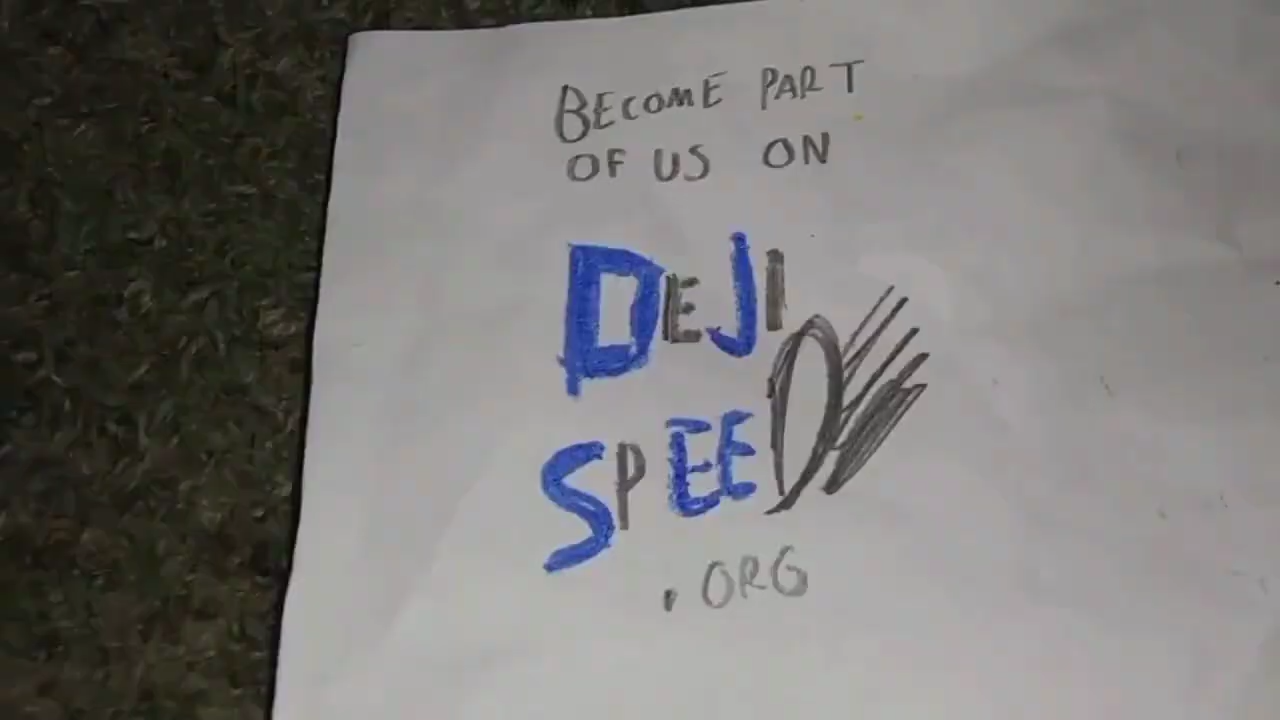 BECOME PART
OF US ON
DEJI
SPEED
.ORG